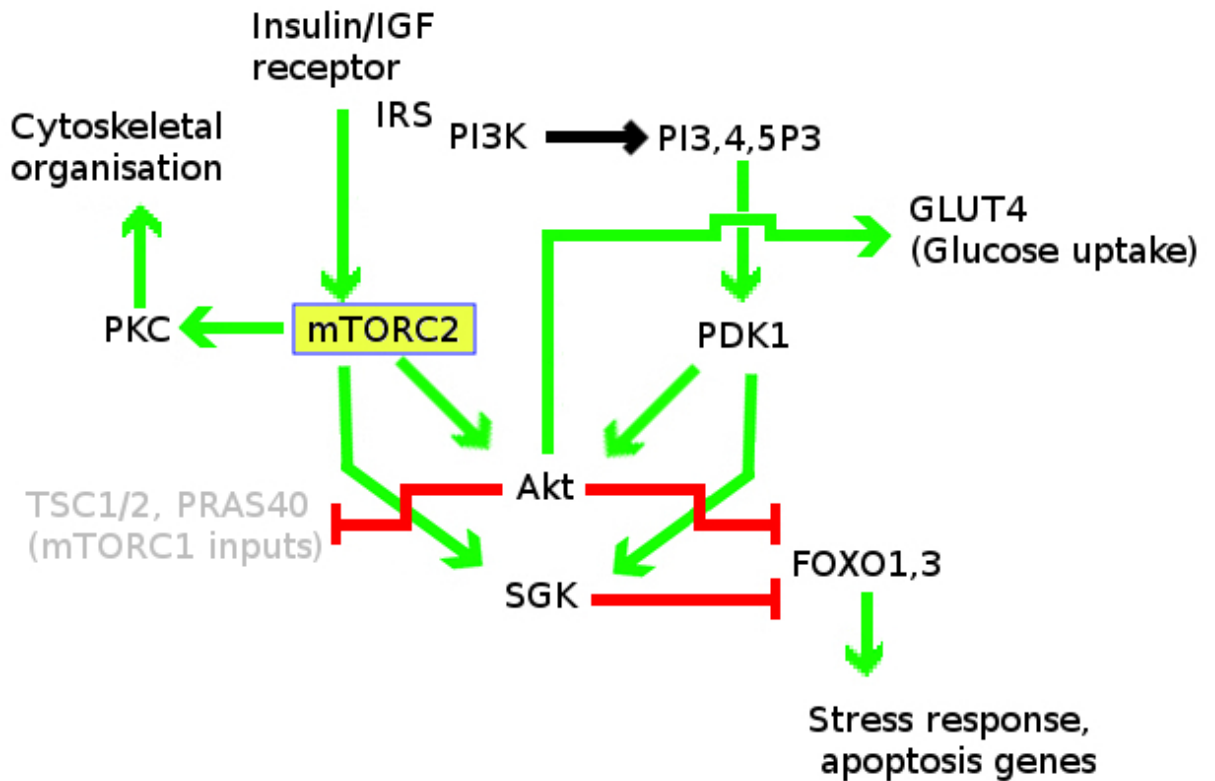 Insulin/IGF
receptor
IRS
PI3K
PI3,4,5P3
Cytoskeletal
organisation
GLUT4
(Glucose uptake)
PKC
mTORC2
PDK1
Akt
TSC1/2, PRAS40
(mTORC1 inputs)
FOXO1,3
SGK
Stress response,
apoptosis genes